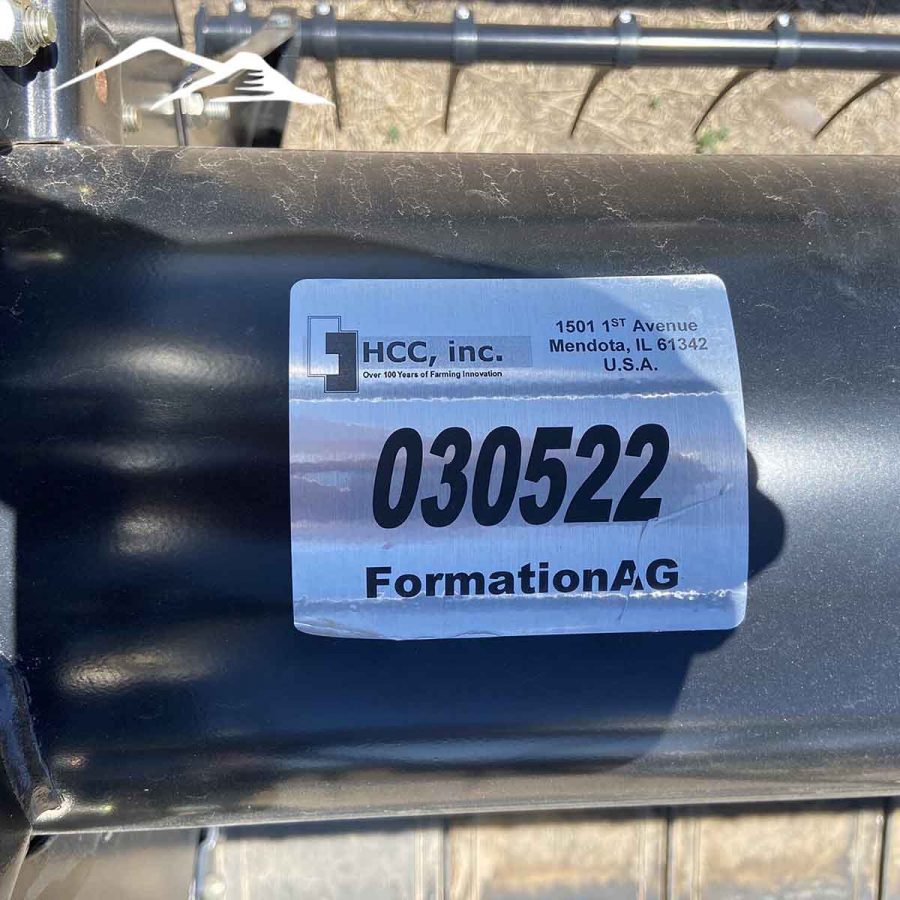 HCC, inc.
Over 100 Years of Farming Innovation
1501 1ST Avenue
Mendota, IL 61342
U.S.A.
030522
FormationAG